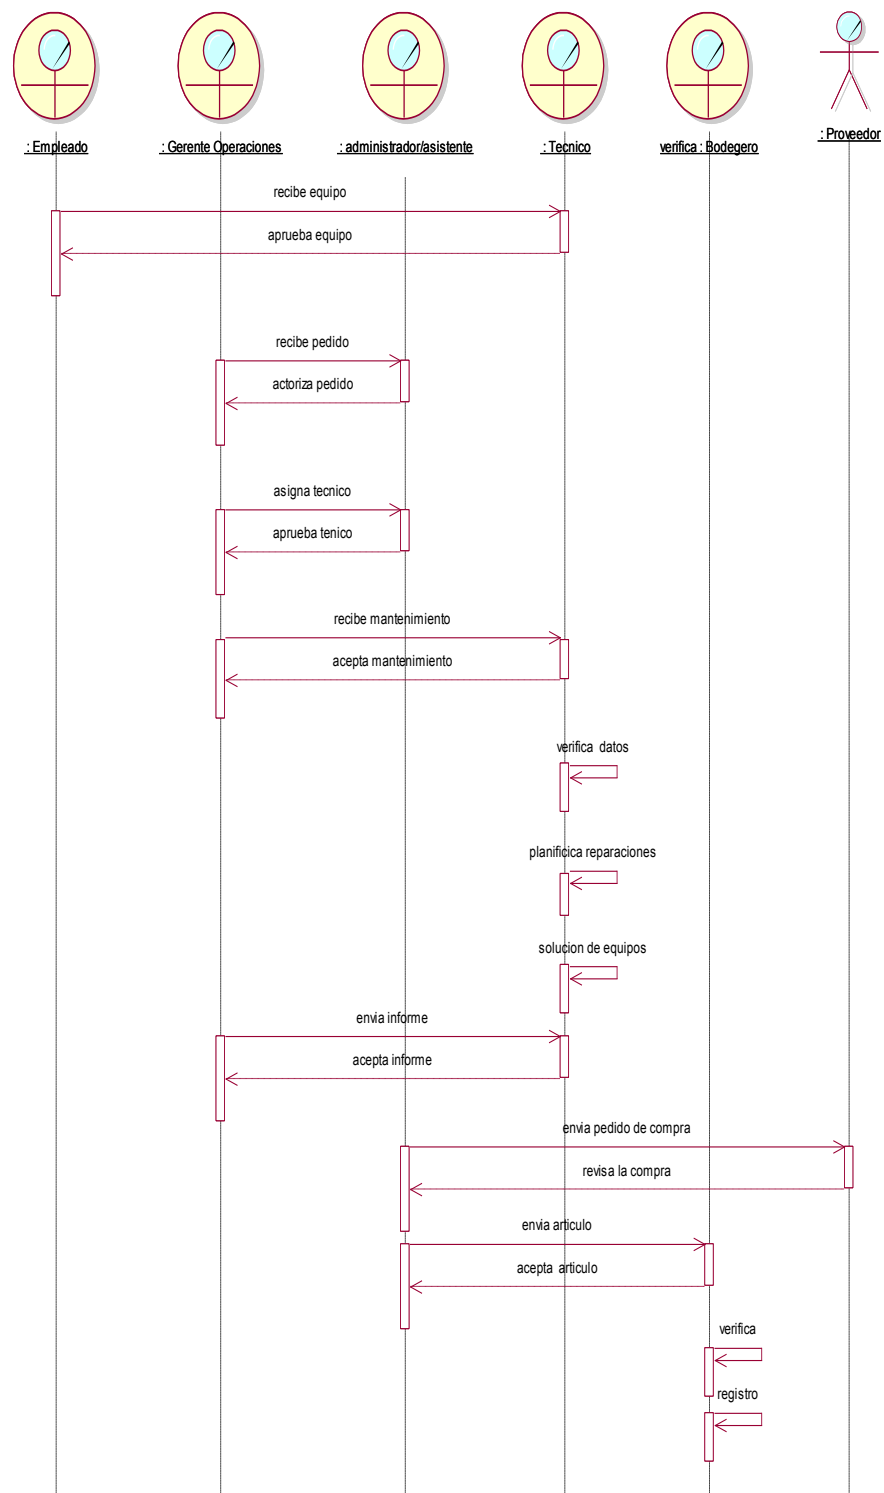 : Empleado
: Gerente Operaciones
: administrador/asistente
: Tecnico
verifica : Bodegero
: Proveedor
recibe equipo
aprueba equipo
recibe pedido
actoriza pedido
asigna tecnico
aprueba tenico
recibe mantenimiento
acepta mantenimiento
verifica datos
planificica reparaciones
solucion de equipos
envia informe
acepta informe
envia pedido de compra
revisa la compra
envia articulo
acepta articulo
verifica
registro